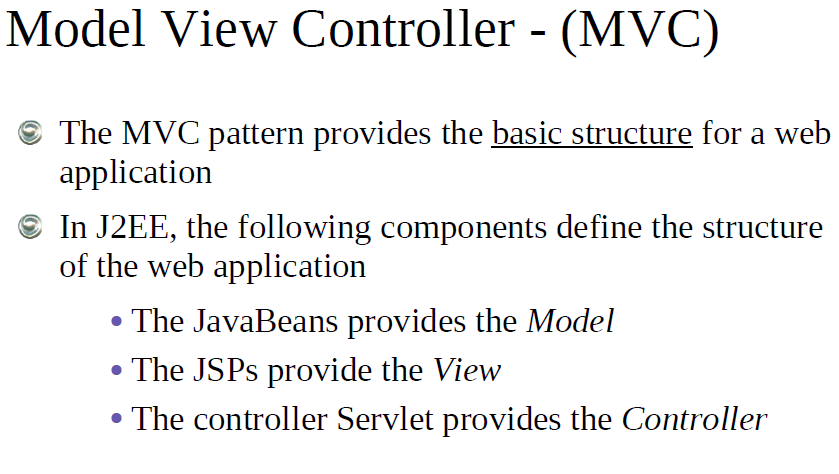 Model View Controller - (MVC)
The MVC pattern provides the basic structure for a web
application
In J2EE, the following components define the structure
of the web application
• The JavaBeans provides the Model
• The JSPs provide the View
• The controller Servlet provides the Controller